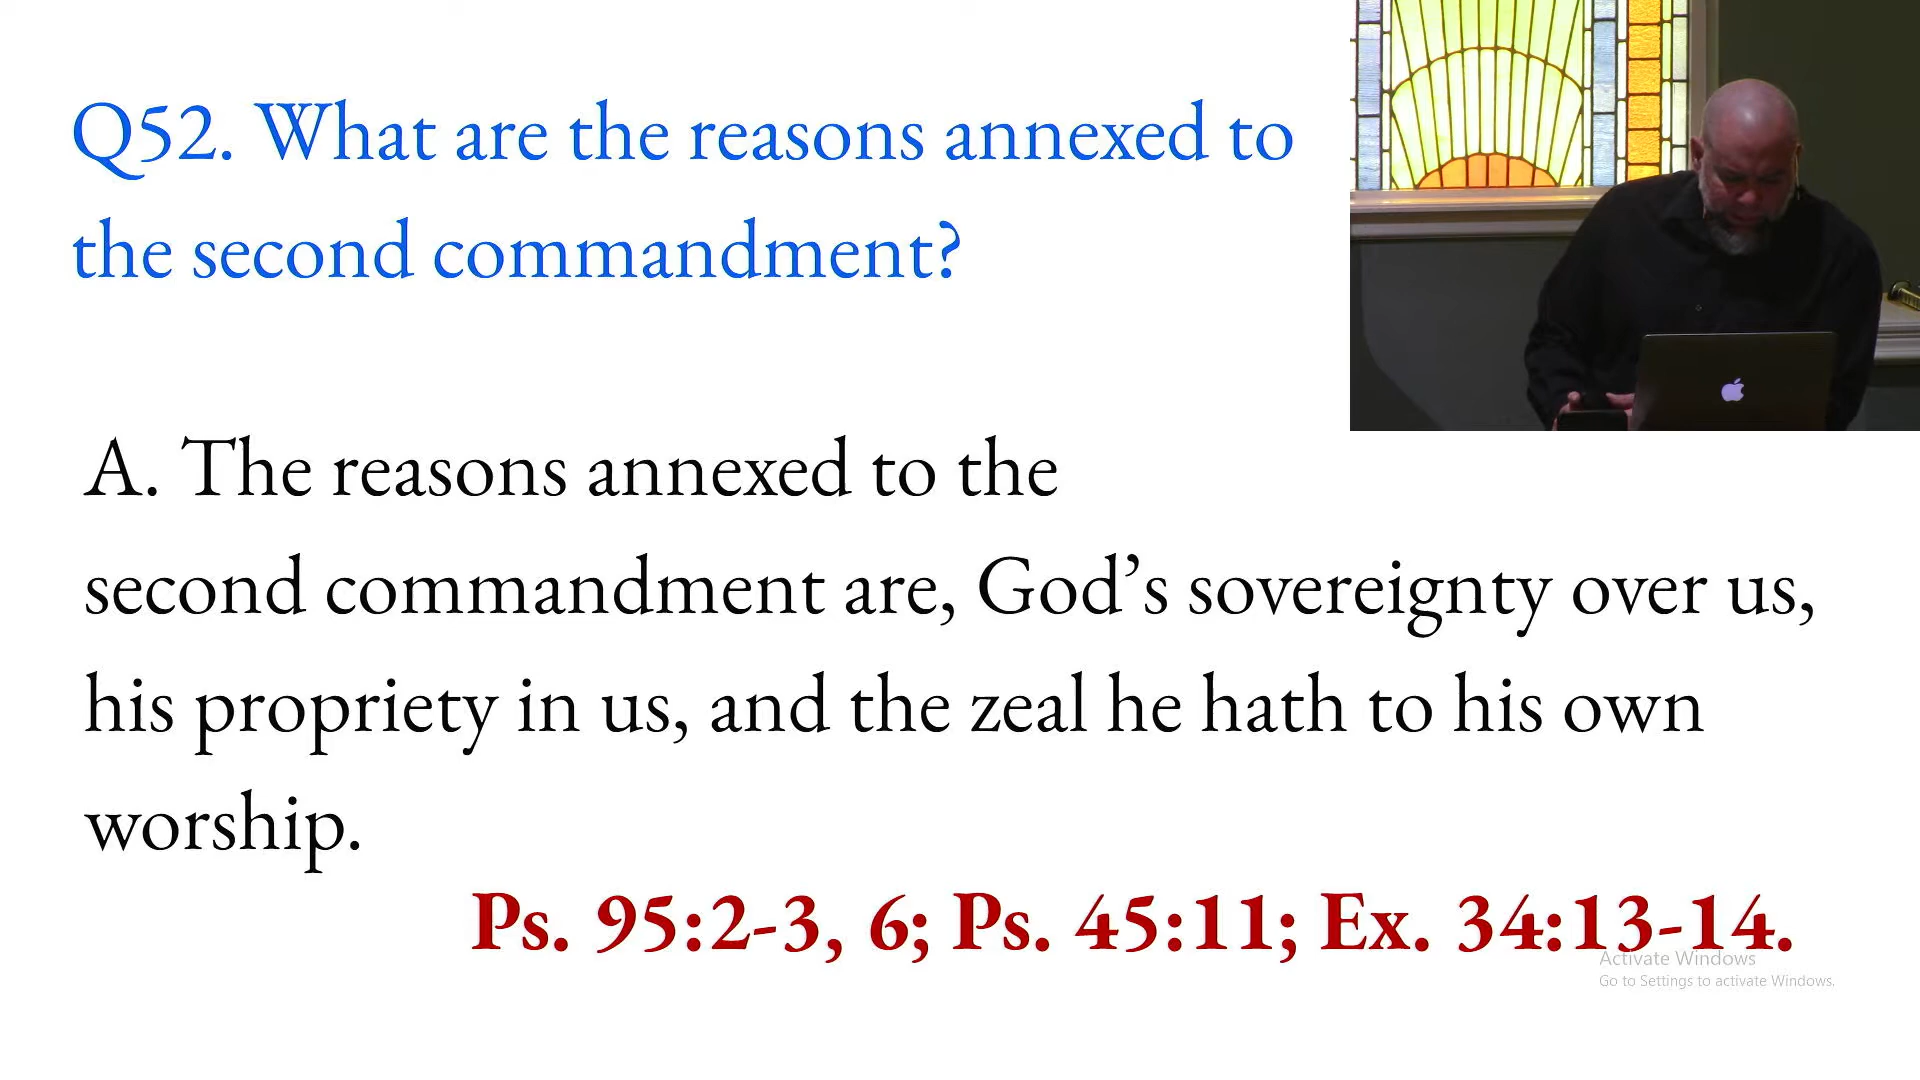 Q52. What are the reasons annexed to
the second commandment?
A. The reasons annexed to the
second commandment are, God’s sovereignty over us,
his propriety in us, and the zeal he hath to his own
worship.
Ps. 95:2-3, 6; Ps. 45:11; Ex. 34:13-14.
Activate Windows
Go to Settings to activate Windows.